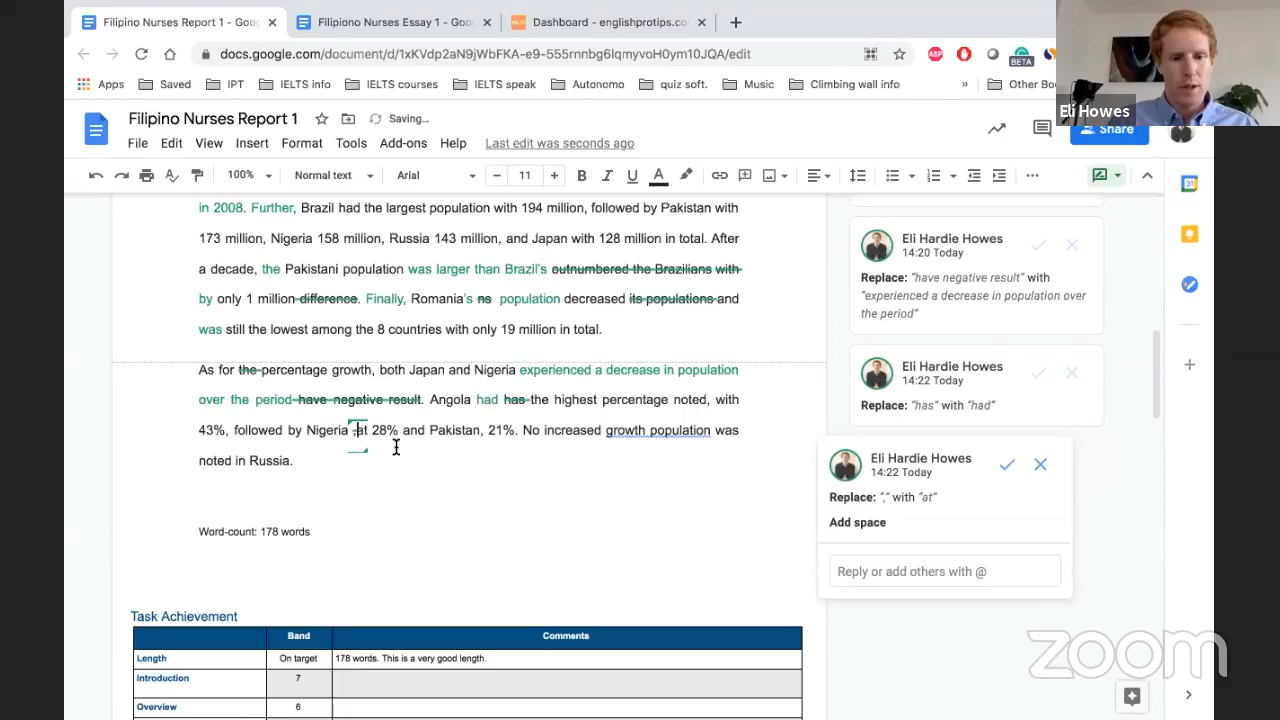 Filipino Nurses Report 1 - Goog
Filipiono Nurses Essay 1 - Goo
Dashboard - englishprotips.co
docs.google.com/document/d/1xKVdp2aN9jWbFKA-e9-555rnnbg6IqmyvoH0ym10JQA/edit
ABP
BETA
Apps Saved IPT IELTS info IELTS courses IELTS speak Autonomo quiz soft. Music Climbing wall info » Other Boo
Eli Howes
Filipino Nurses Report 1 Saving...
Share
File Edit View Insert Format Tools Add-ons Help Last edit was seconds ago
100% Normal text Arial − 11 + B I U A
in 2008. Further, Brazil had the largest population with 194 million, followed by Pakistan with
173 million, Nigeria 158 million, Russia 143 million, and Japan with 128 million in total. After
a decade, the Pakistani population was larger than Brazil's outnumbered the Brazilians with
by only 1 million difference. Finally, Romania's ns population decreased its populations and
was still the lowest among the 8 countries with only 19 million in total.
As for the percentage growth, both Japan and Nigeria experienced a decrease in population
over the period have negative result. Angola had has the highest percentage noted, with
43%, followed by Nigeria ,at 28% and Pakistan, 21%. No increased growth population was
noted in Russia.
Word-count: 178 words
Task Achievement
Band Comments
Length On target 178 words. This is a very good length.
Introduction 7
Overview 6
Eli Hardie Howes
14:20 Today
Replace: "have negative result" with
"experienced a decrease in population over
the period"
Eli Hardie Howes
14:22 Today
Replace: "has" with "had"
Eli Hardie Howes
14:22 Today
Replace: "," with "at"
Add space
Reply or add others with @
31
zoom